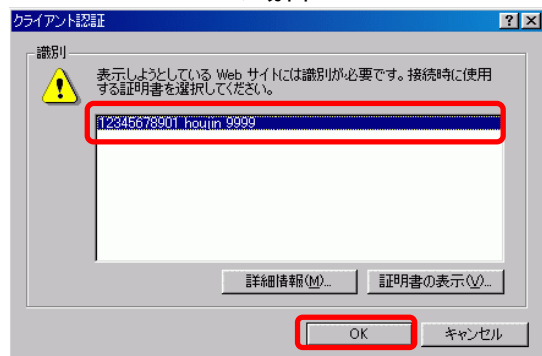 クライアント認証
識別
表示しようとしている Web サイトには識別が必要です。接続時に使用
する証明書を選択してください。
12345678901 houjin 9999
詳細情報(M)... 証明書の表示(V)...
OK キャンセル